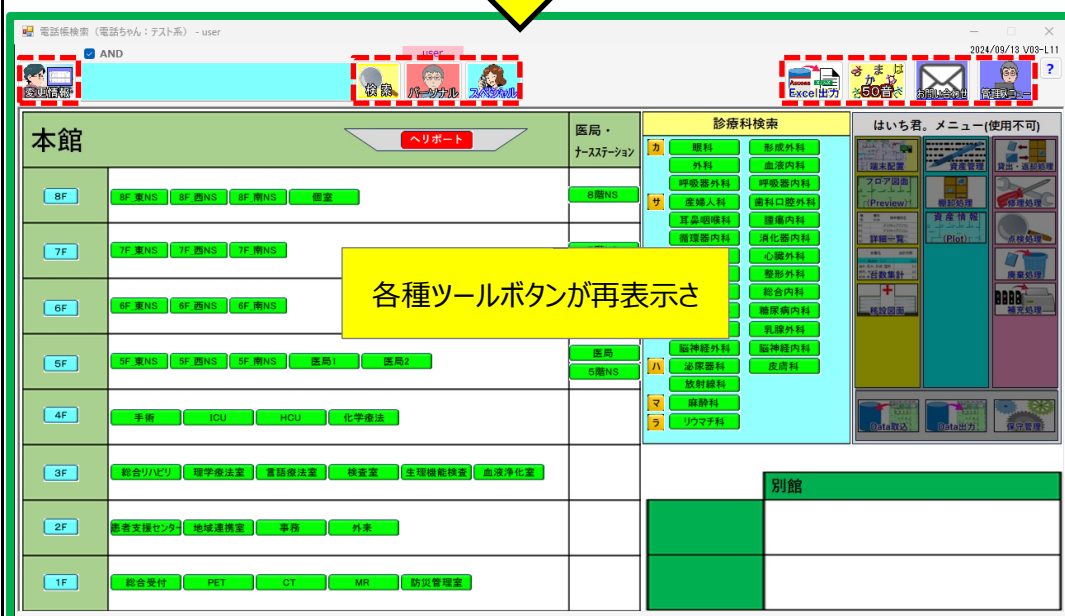 電話帳検索（電話ちゃん：テスト系） - user
AND
user
2024/09/13 V03-L11
変更情報
検索
パーソナル
スペシャル
Excel出力
50音
お問い合わせ
管理メニュー
?
本館
ヘリポート
医局・
ナースステーション
8F
8F_東NS 8F_西NS 8F_南NS 個室
8階NS
7F
7F_東NS 7F_西NS 7F_南NS
6F
6F_東NS 6F_西NS 6F_南NS
5F
5F_東NS 5F_西NS 5F_南NS 医局1 医局2
医局
5階NS
4F
手術 ICU HCU 化学療法
3F
総合リハビリ 理学療法室 言語療法室 検査室 生理機能検査 血液浄化室
2F
患者支援センター 地域連携室 事務 外来
1F
総合受付 PET CT MR 防災管理室
各種ツールボタンが再表示さ
診療科検索
カ 眼科 形成外科
外科 血液内科
呼吸器外科 呼吸器内科
サ 産婦人科 歯科口腔外科
耳鼻咽喉科 腫瘍内科
循環器内科 消化器内科
心臓外科
整形外科
総合内科
糖尿病内科
乳腺外科
脳神経外科 脳神経内科
ハ 泌尿器科 皮膚科
放射線科
マ 麻酔科
ラ リウマチ科
はいち君。メニュー(使用不可)
端末配置 資産管理 貸出・返却処理
フロア図面
(Preview)
棚卸処理 修理処理
詳細一覧
資産情報
(Plot)
点検処理
台数集計 廃棄処理
補充処理
Data取込 Data出力 保守管理
別館